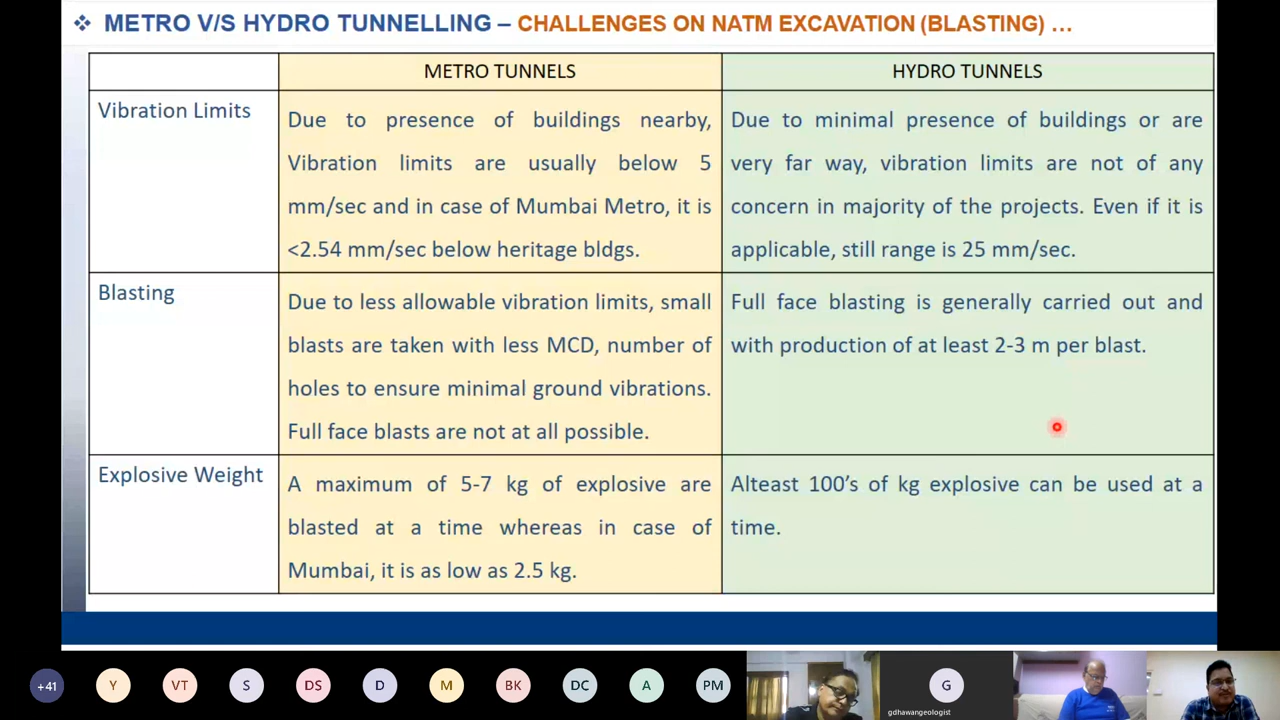 METRO V/S HYDRO TUNNELLING – CHALLENGES ON NATM EXCAVATION (BLASTING) …
METRO TUNNELS
HYDRO TUNNELS
Vibration Limits
Due to presence of buildings nearby,
Vibration limits are usually below 5
mm/sec and in case of Mumbai Metro, it is
<2.54 mm/sec below heritage bldgs.
Due to minimal presence of buildings or are
very far way, vibration limits are not of any
concern in majority of the projects. Even if it is
applicable, still range is 25 mm/sec.
Blasting
Due to less allowable vibration limits, small
blasts are taken with less MCD, number of
holes to ensure minimal ground vibrations.
Full face blasts are not at all possible.
Full face blasting is generally carried out and
with production of at least 2-3 m per blast.
Explosive Weight
A maximum of 5-7 kg of explosive are
blasted at a time whereas in case of
Mumbai, it is as low as 2.5 kg.
Alteast 100’s of kg explosive can be used at a
time.
+41
Y
VT
S
DS
D
M
BK
DC
A
PM
G
gdhawangeologist